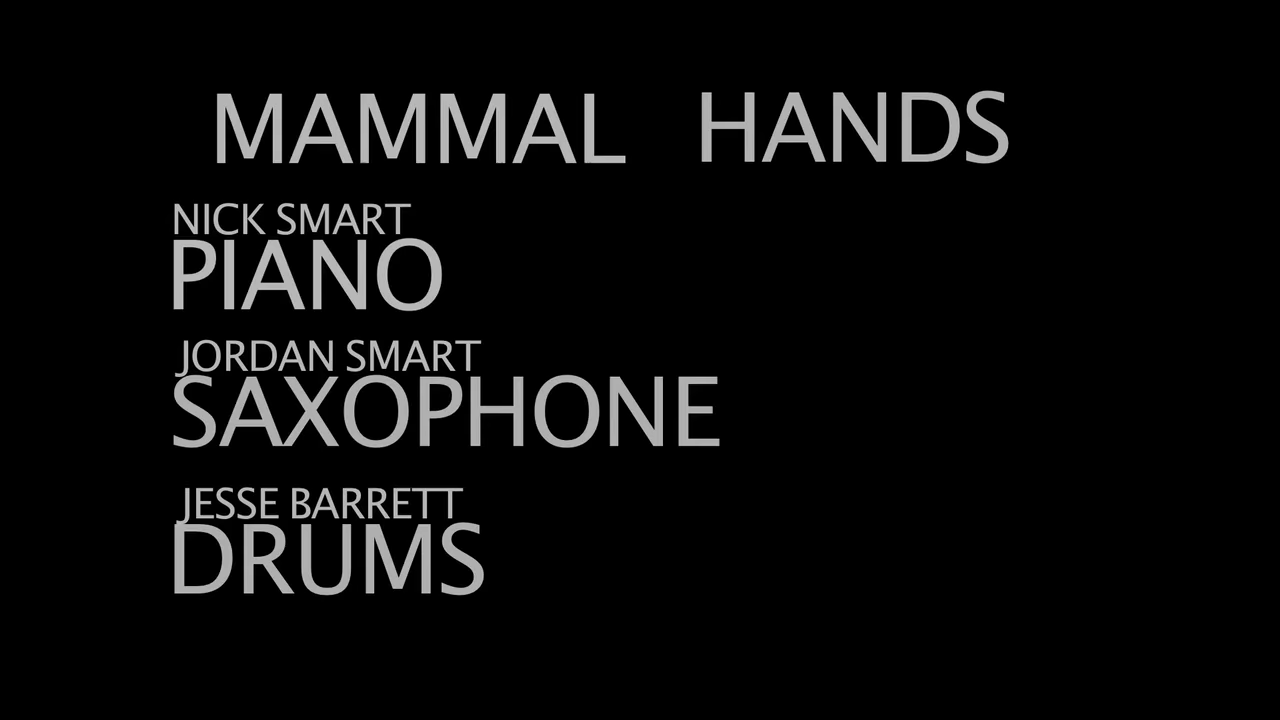 MAMMAL HANDS
NICK SMART
PIANO
JORDAN SMART
SAXOPHONE
JESSE BARRETT
DRUMS